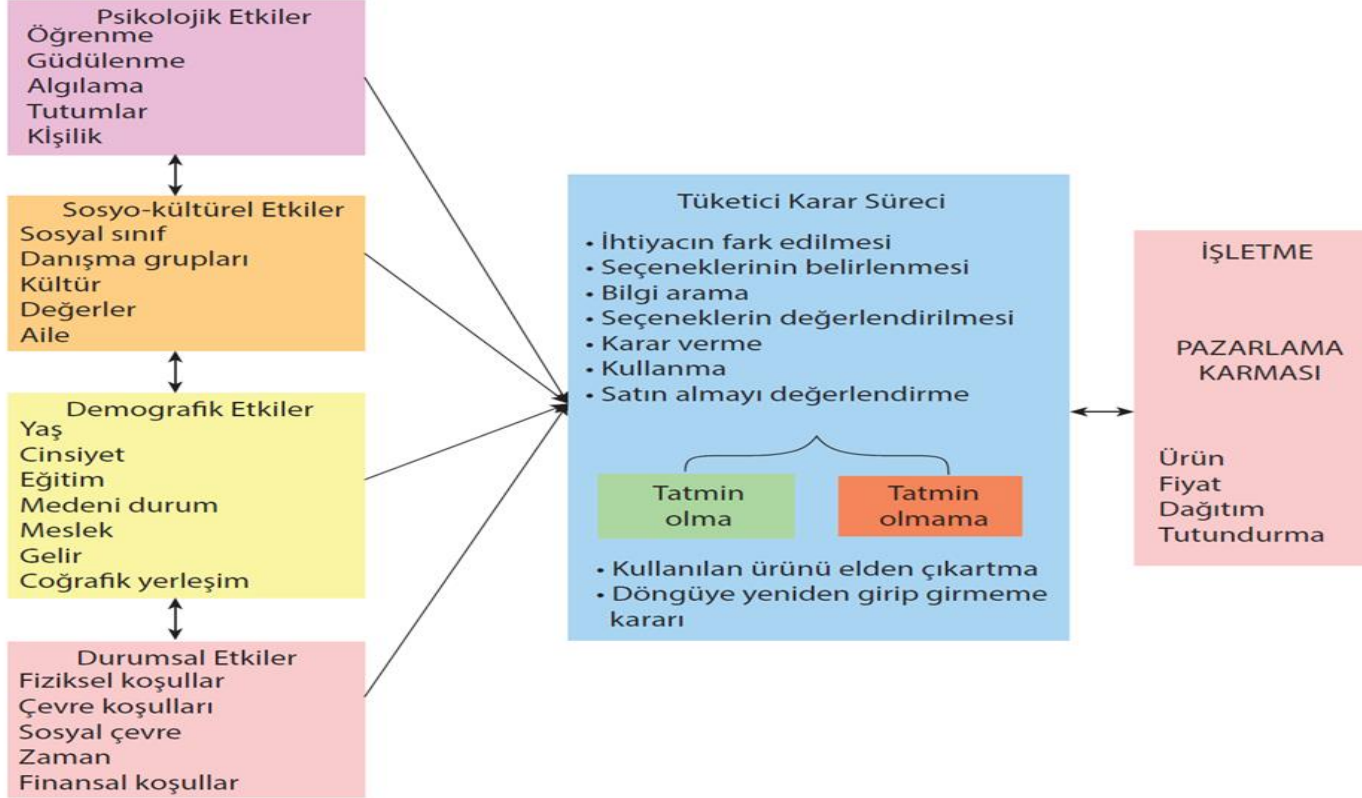 Psikolojik Etkiler
Öğrenme
Güdülenme
Algılama
Tutumlar
Kİşilik
Sosyo-kültürel Etkiler
Sosyal sınıf
Danışma grupları
Kültür
Değerler
Aile
Demografik Etkiler
Yaş
Cinsiyet
Eğitim
Medeni durum
Meslek
Gelir
Coğrafik yerleşim
Durumsal Etkiler
Fiziksel koşullar
Çevre koşulları
Sosyal çevre
Zaman
Finansal koşullar
Tüketici Karar Süreci
• İhtiyacın fark edilmesi
• Seçeneklerinin belirlenmesi
• Bilgi arama
• Seçeneklerin değerlendirilmesi
• Karar verme
• Kullanma
• Satın almayı değerlendirme
Tatmin
olma
Tatmin
olmama
• Kullanılan ürünü elden çıkartma
• Döngüye yeniden girip girmeme
kararı
İŞLETME
PAZARLAMA
KARMASI
Ürün
Fiyat
Dağıtım
Tutundurma